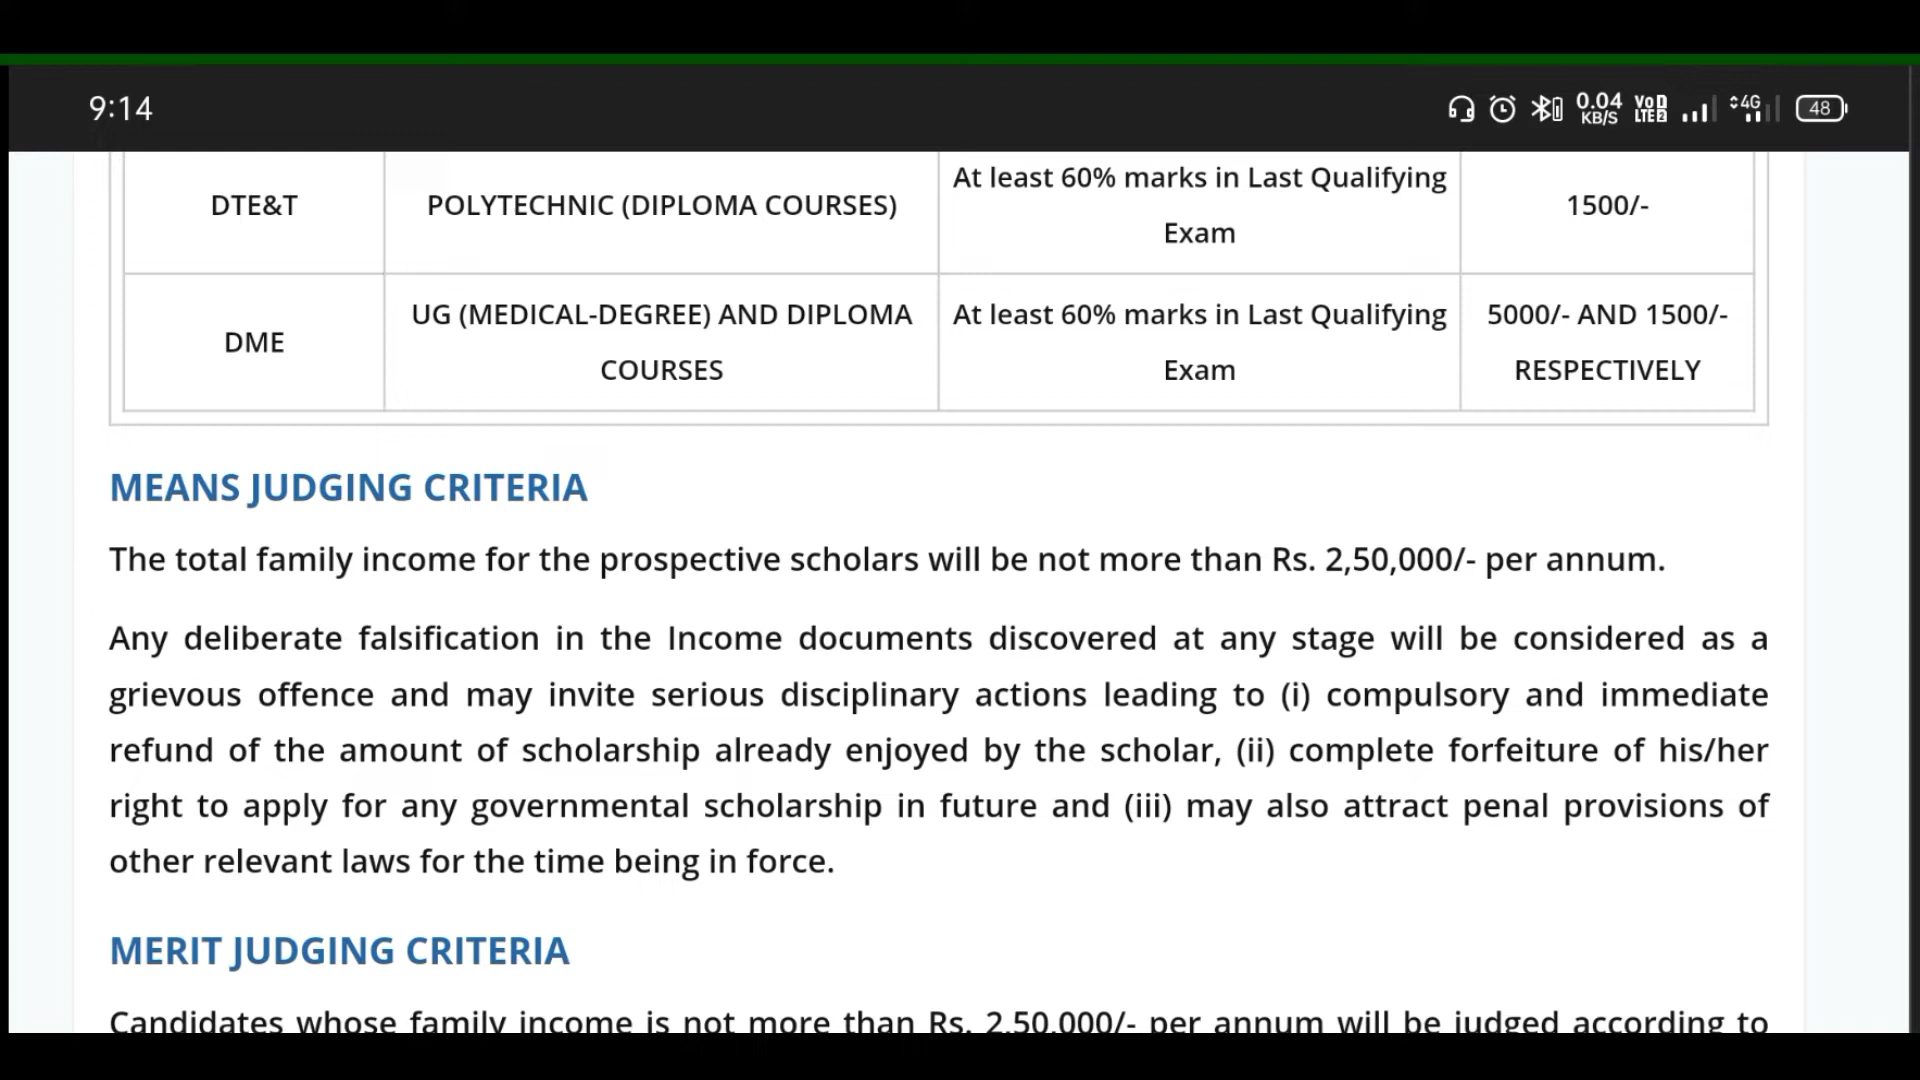 9:14
0.04 KB/S
VoD LTE2
4G
48
DTE&T
POLYTECHNIC (DIPLOMA COURSES)
At least 60% marks in Last Qualifying
Exam
1500/-
DME
UG (MEDICAL-DEGREE) AND DIPLOMA
COURSES
At least 60% marks in Last Qualifying
Exam
5000/- AND 1500/-
RESPECTIVELY
MEANS JUDGING CRITERIA
The total family income for the prospective scholars will be not more than Rs. 2,50,000/- per annum.
Any deliberate falsification in the Income documents discovered at any stage will be considered as a
grievous offence and may invite serious disciplinary actions leading to (i) compulsory and immediate
refund of the amount of scholarship already enjoyed by the scholar, (ii) complete forfeiture of his/her
right to apply for any governmental scholarship in future and (iii) may also attract penal provisions of
other relevant laws for the time being in force.
MERIT JUDGING CRITERIA
Candidates whose family income is not more than Rs. 2,50,000/- per annum will be judged according to